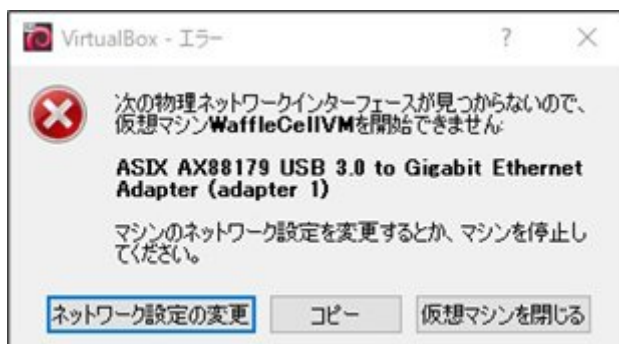 VirtualBox - エラー
次の物理ネットワークインターフェースが見つからないので、
仮想マシンWaffleCellVMを開始できません:
ASIX AX88179 USB 3.0 to Gigabit Ethernet
Adapter (adapter 1)
マシンのネットワーク設定を変更するとか、マシンを停止し
てください。
ネットワーク設定の変更
コピー
仮想マシンを閉じる